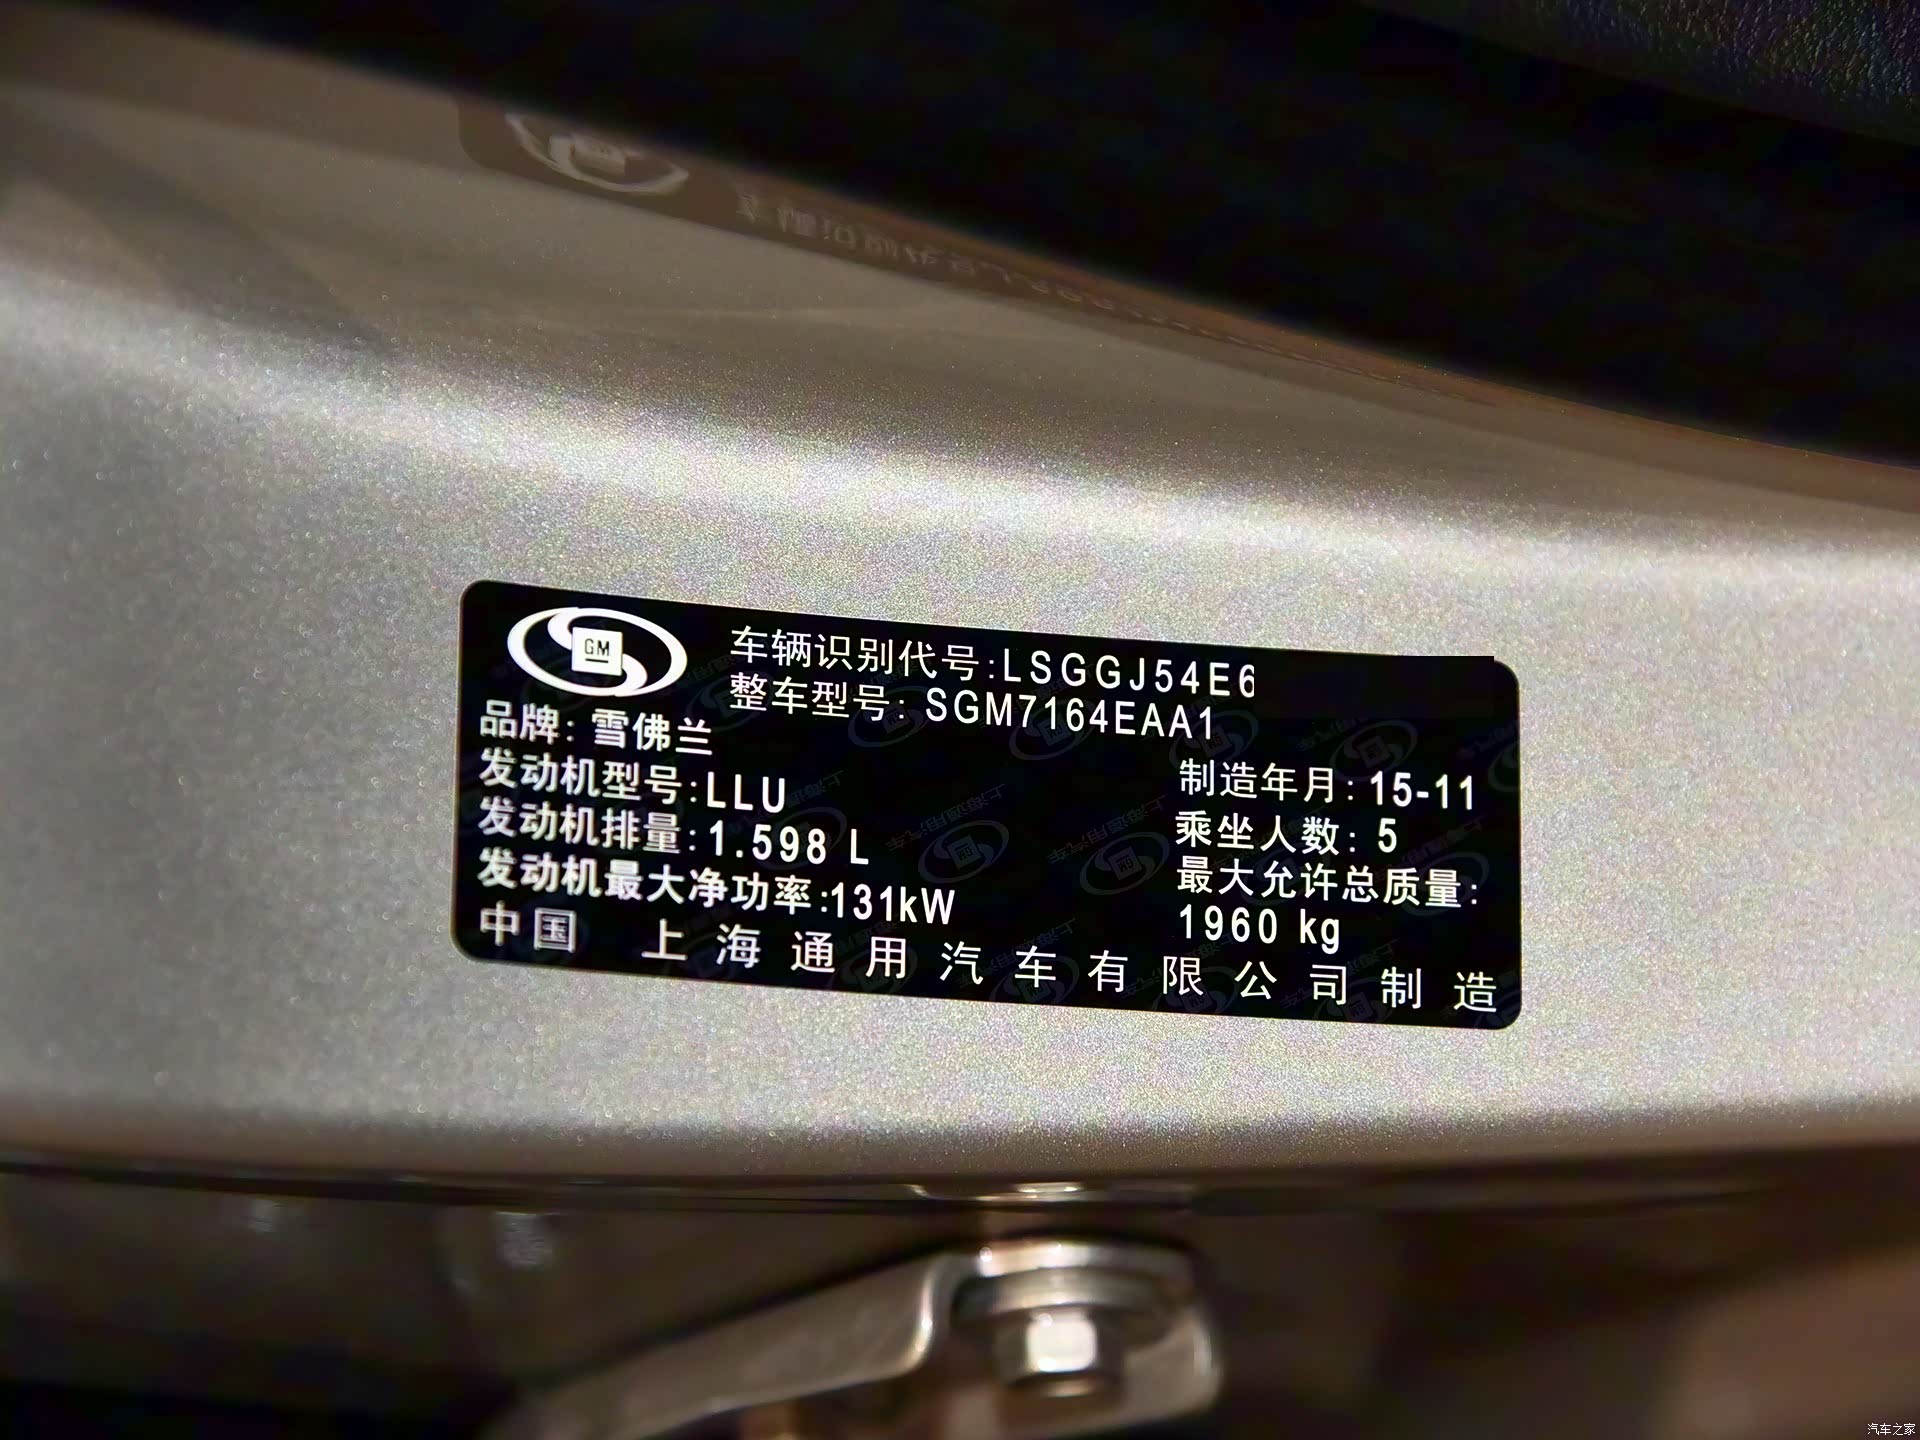 GM
车辆识别代号:LSGGJ54E6
整车型号: SGM7164EAA1
品牌: 雪佛兰
发动机型号:LLU
制造年月: 15-11
发动机排量:1.598 L
乘坐人数: 5
发动机最大净功率:131kW
最大允许总质量:
1960 kg
中国 上海通用汽车有限公司制造
汽车之家